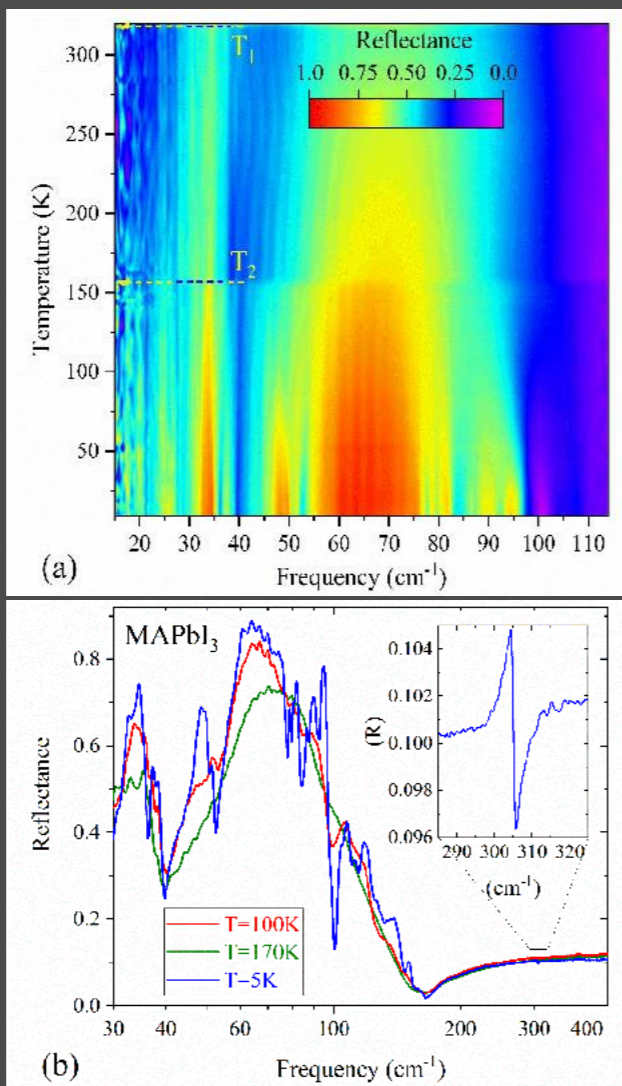 Reflectance
1.0 0.75 0.50 0.25 0.0
T1
T2
300
250
200
150
100
50
Temperature (K)
20 30 40 50 60 70 80 90 100 110
Frequency (cm⁻¹)
(a)
MAPbI₃
0.8
0.6
0.4
0.2
0.0
Reflectance
T=100K
T=170K
T-5K
0.104
0.102
0.100
0.098
0.096
(R)
290 300 310 320
(cm⁻¹)
30 40 60 80 100 200 300 400
Frequency (cm⁻¹)
(b)